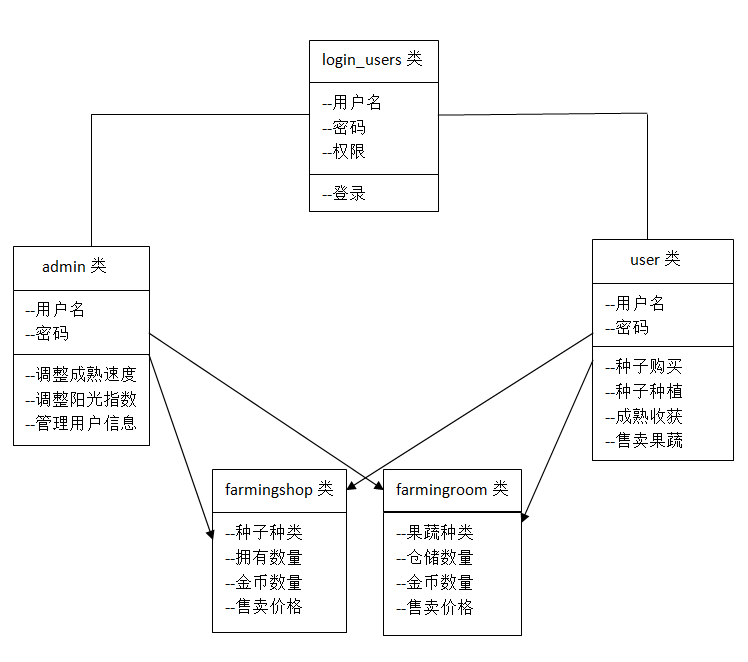 login_users 类
--用户名
--密码
--权限
--登录
admin 类
--用户名
--密码
--调整成熟速度
--调整阳光指数
--管理用户信息
user 类
--用户名
--密码
--种子购买
--种子种植
--成熟收获
--售卖果蔬
farmingshop 类
--种子种类
--拥有数量
--金币数量
--售卖价格
farmingroom 类
--果蔬种类
--仓储数量
--金币数量
--售卖价格